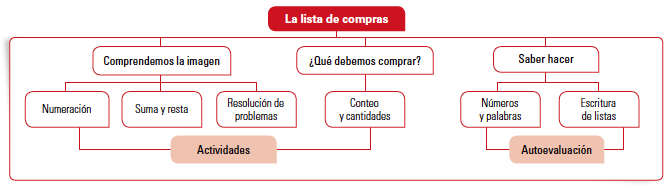 La lista de compras
Comprendemos la imagen
¿Qué debemos comprar?
Saber hacer
Numeración
Suma y resta
Resolución de
problemas
Conteo
y cantidades
Números
y palabras
Escritura
de listas
Actividades
Autoevaluación